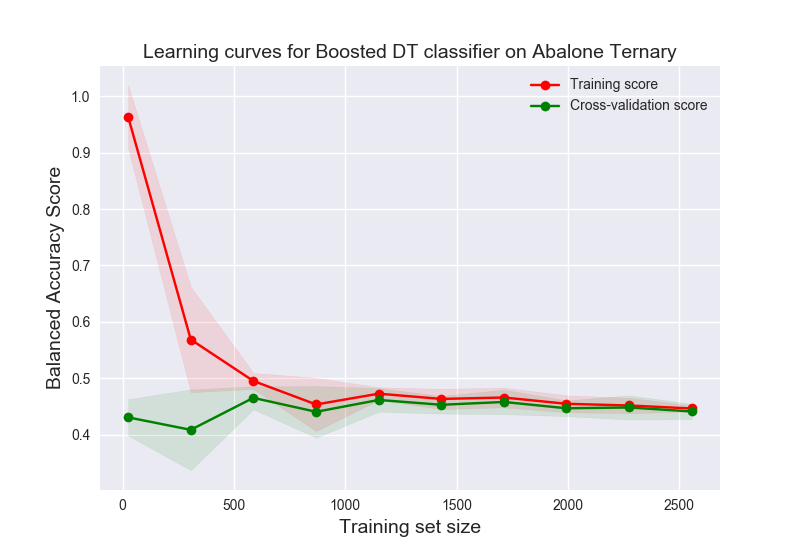 Learning curves for Boosted DT classifier on Abalone Ternary
Training score
Cross-validation score
Balanced Accuracy Score
1.0
0.9
0.8
0.7
0.6
0.5
0.4
0 500 1000 1500 2000 2500
Training set size